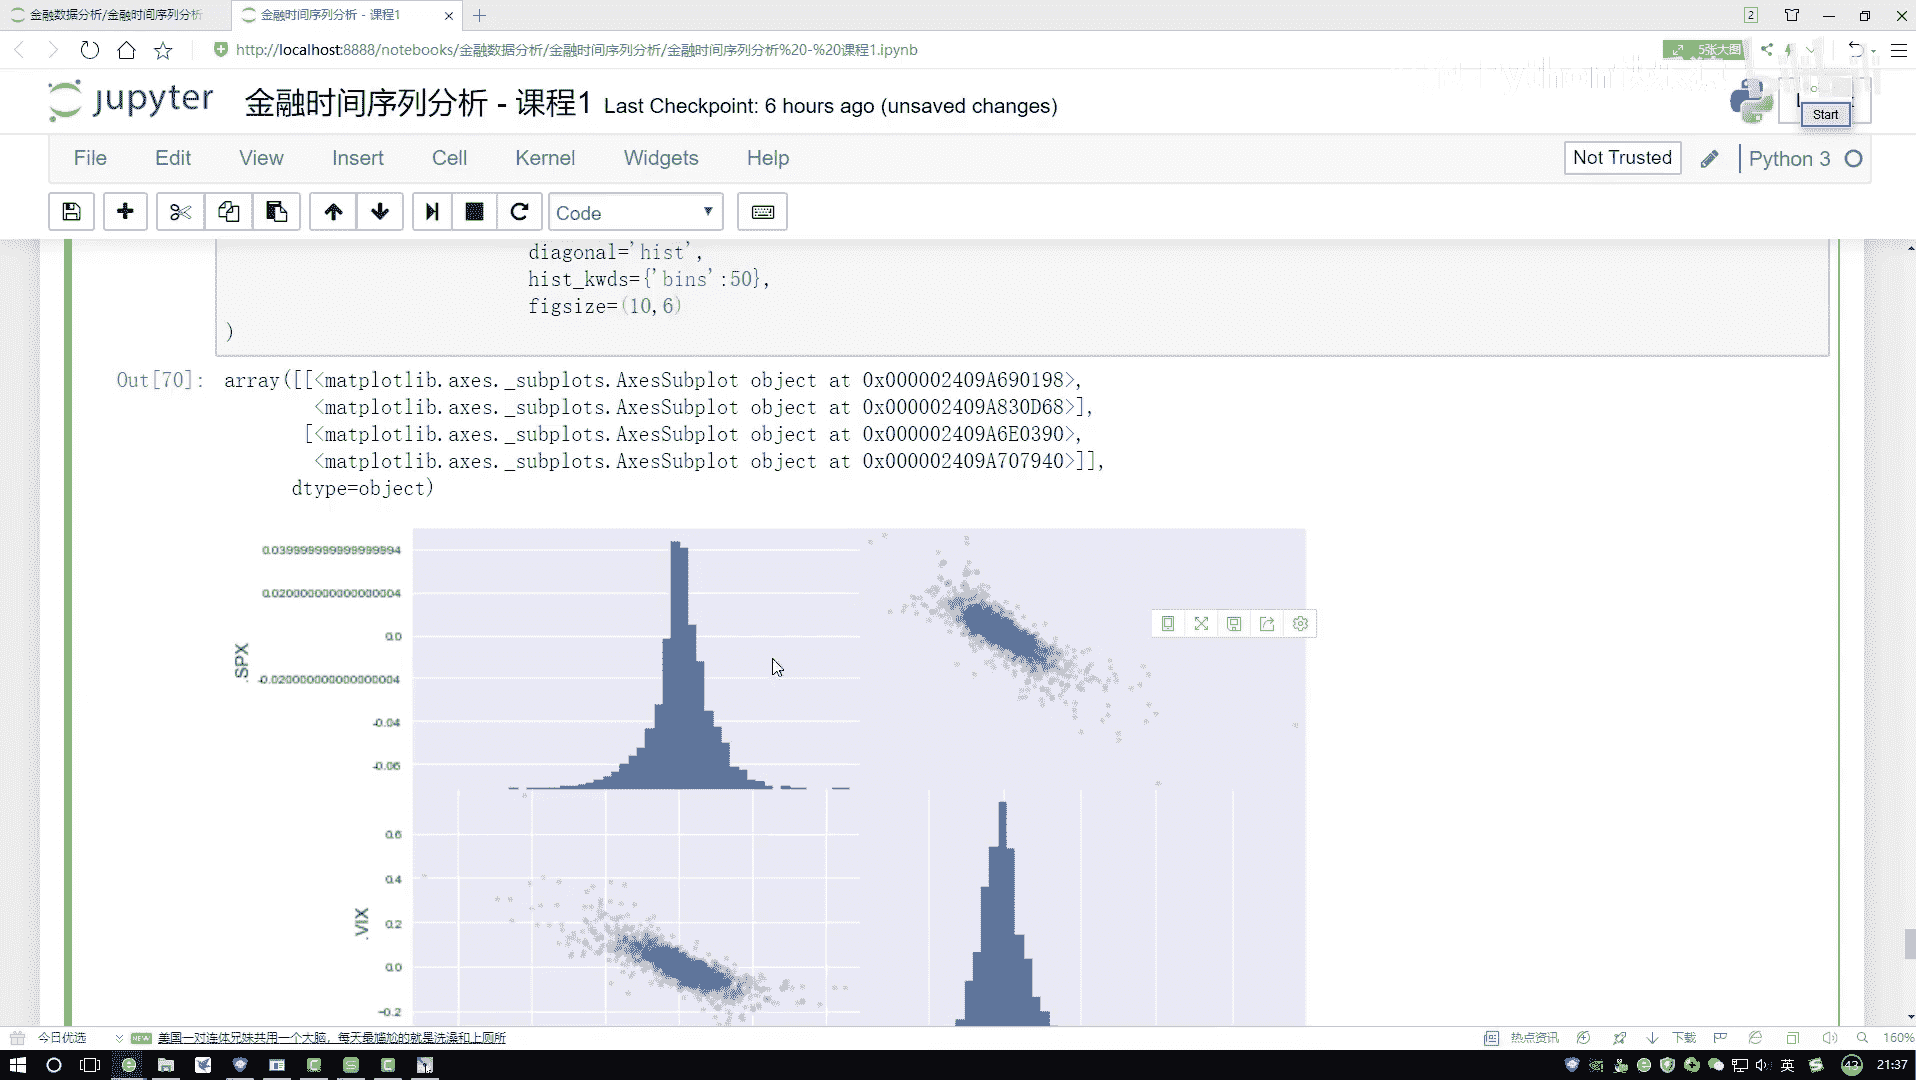 金融数据分析/金融时间序列分析
金融时间序列分析 - 课程1
2
http://localhost:8888/notebooks/金融数据分析/金融时间序列分析/金融时间序列分析%20-%20课程1.ipynb
5张大图
jupyter
金融时间序列分析 - 课程1 Last Checkpoint: 6 hours ago (unsaved changes)
Start
File Edit View Insert Cell Kernel Widgets Help
Not Trusted
Python 3
Code
diagonal='hist',
hist_kwds={'bins':50},
figsize=(10,6)
)
Out[70]: array([[<matplotlib.axes._subplots.AxesSubplot object at 0x000002409A690198>,
<matplotlib.axes._subplots.AxesSubplot object at 0x000002409A830D68>],
[<matplotlib.axes._subplots.AxesSubplot object at 0x000002409A6E0390>,
<matplotlib.axes._subplots.AxesSubplot object at 0x000002409A707940>]],
dtype=object)
0.039999999999999994
0.020000000000000004
0.0
-0.020000000000000004
-0.04
-0.06
.SPX
0.6
0.4
0.2
0.0
-0.2
.VIX
今日优选
NEW
美国一对连体兄妹共用一个大脑，每天最尴尬的就是洗澡和上厕所
热点资讯
下载
160%
英
43
21:37